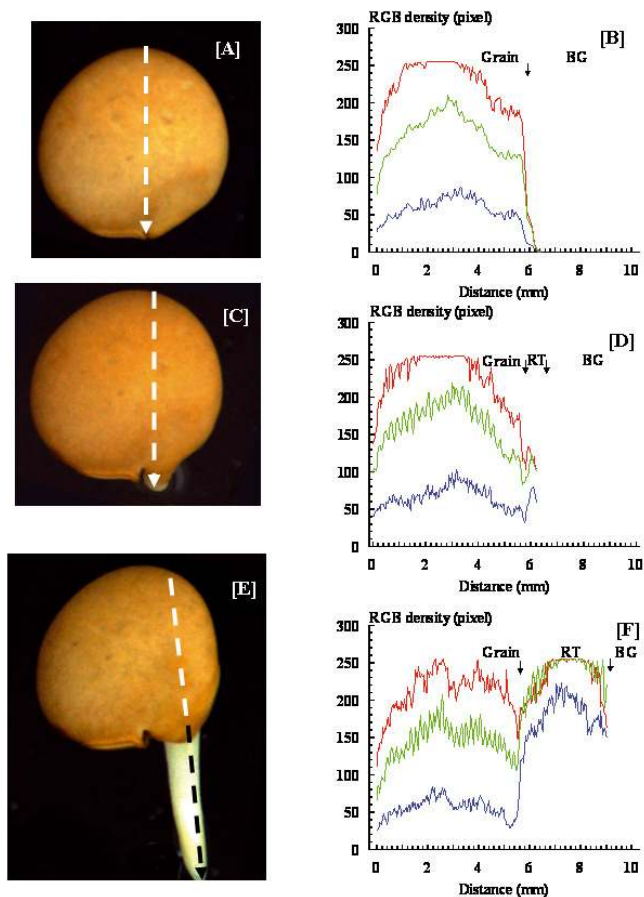 [A]
RGB density (pixel)
[B]
Grain
BG
300
250
200
150
100
50
0
0 2 4 6 8 10
Distance (mm)
[C]
RGB density (pixel)
[D]
Grain RT BG
300
250
200
150
100
50
0
0 2 4 6 8 10
Distance (mm)
[E]
RGB density (pixel)
[F]
Grain RT BG
300
250
200
150
100
50
0
0 2 4 6 8 10
Distance (mm)